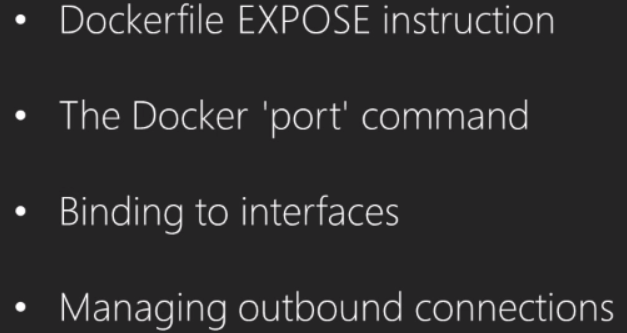 • Dockerfile EXPOSE instruction
• The Docker 'port' command
• Binding to interfaces
• Managing outbound connections